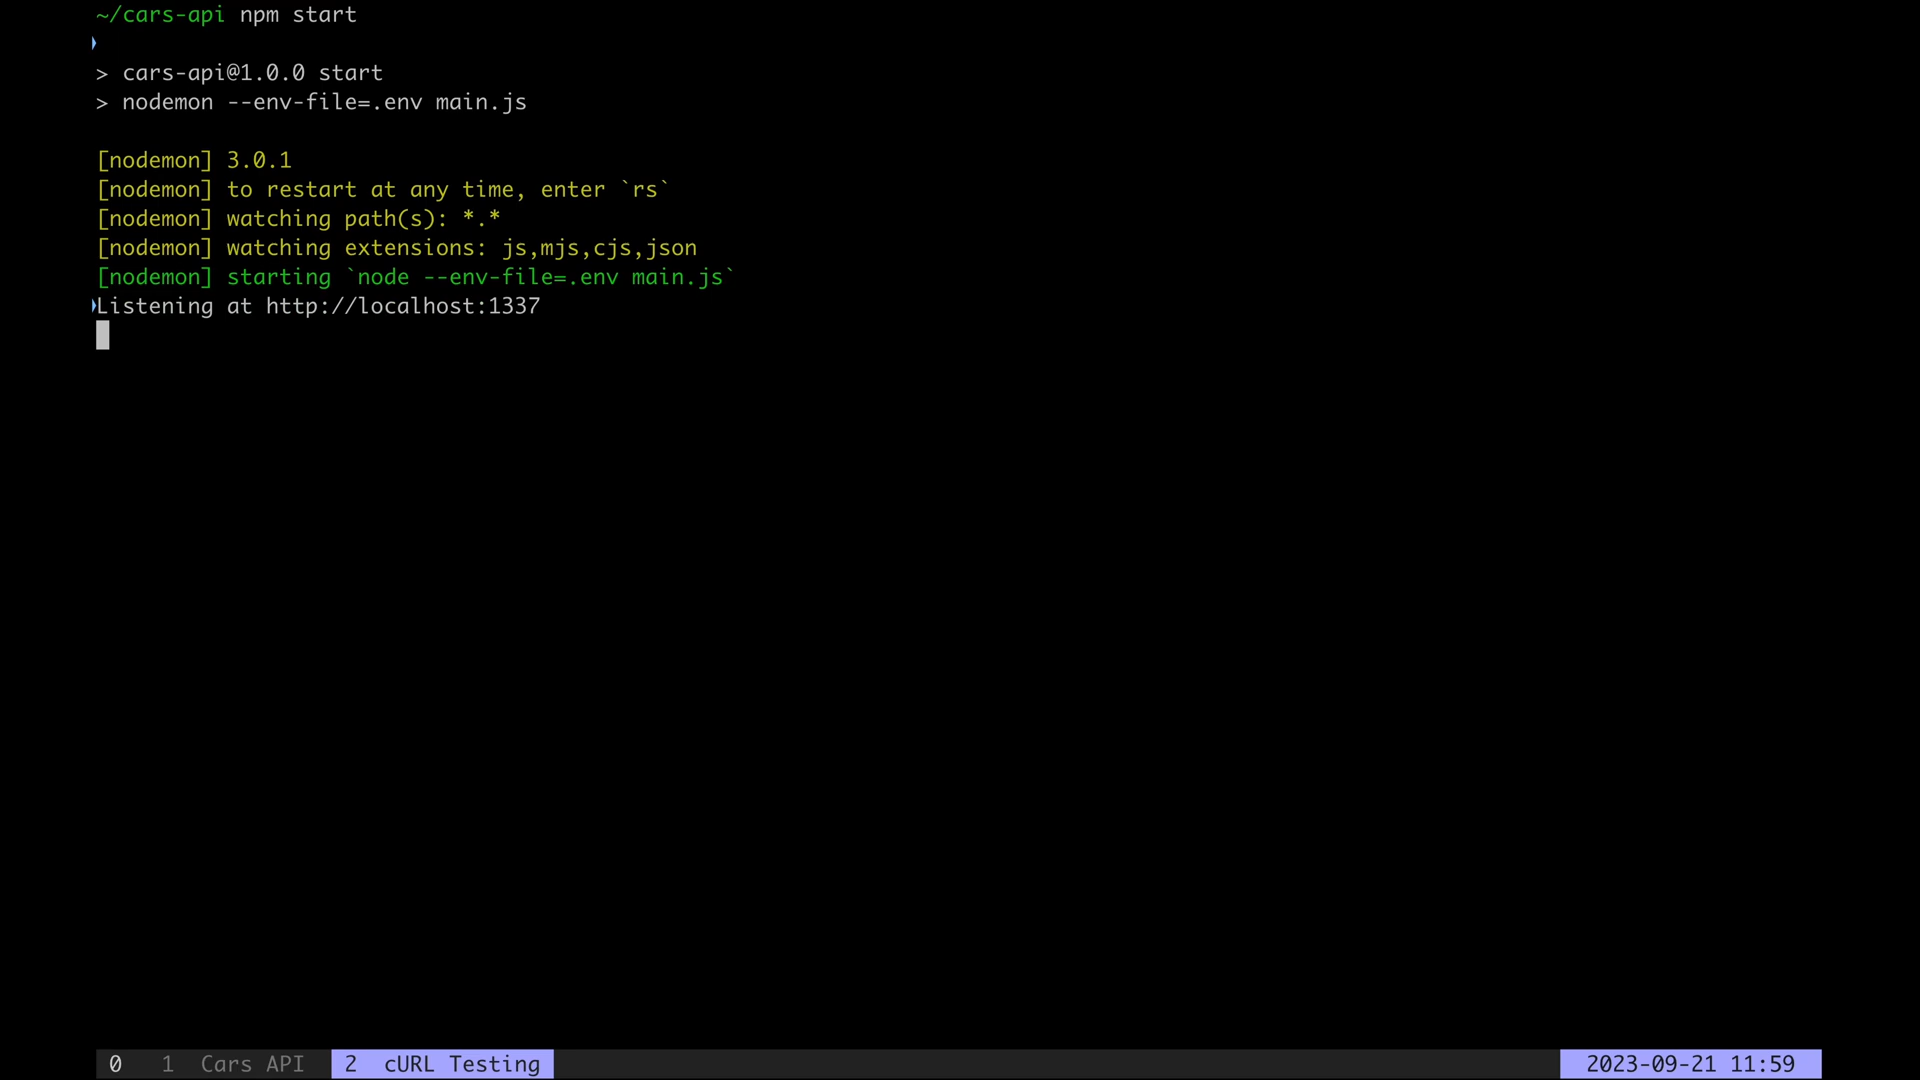 ~/cars-api npm start
> cars-api@1.0.0 start
> nodemon --env-file=.env main.js
[nodemon] 3.0.1
[nodemon] to restart at any time, enter `rs`
[nodemon] watching path(s): *.*
[nodemon] watching extensions: js,mjs,cjs,json
[nodemon] starting `node --env-file=.env main.js`
Listening at http://localhost:1337
0 1 Cars API 2 cURL Testing 2023-09-21 11:59